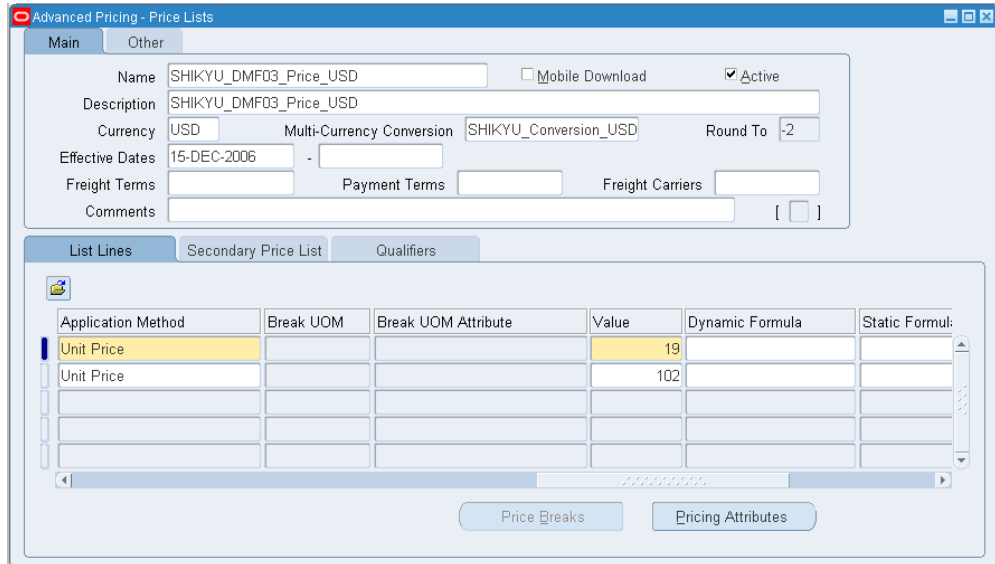 Advanced Pricing - Price Lists
Main Other
Name SHIKYU_DMF03_Price_USD Mobile Download Active
Description SHIKYU_DMF03_Price_USD
Currency USD Multi-Currency Conversion SHIKYU_Conversion_USD Round To -2
Effective Dates 15-DEC-2006 -
Freight Terms Payment Terms Freight Carriers
Comments [ ]
List Lines Secondary Price List Qualifiers
Application Method Break UOM Break UOM Attribute Value Dynamic Formula Static Formul
Unit Price 19
Unit Price 102
Price Breaks Pricing Attributes